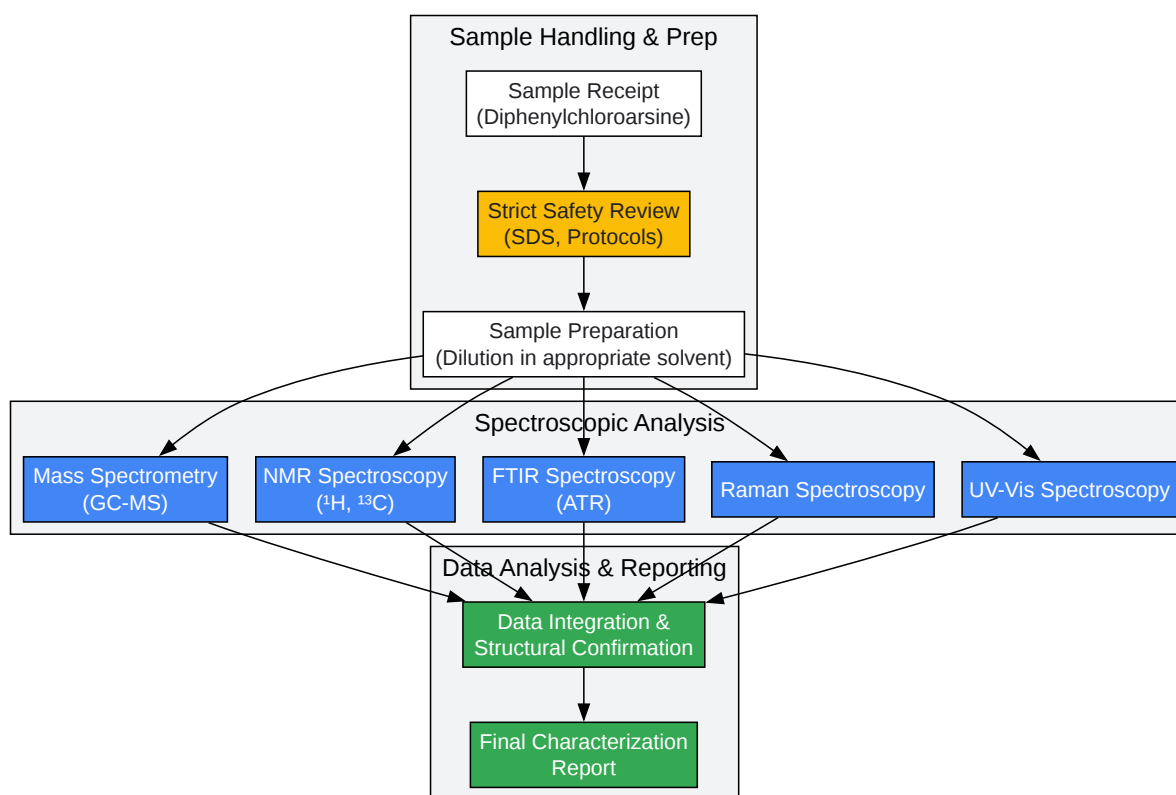 Sample Handling & Prep
Sample Receipt
(Diphenylchloroarsine)
Strict Safety Review
(SDS, Protocols)
Sample Preparation
(Dilution in appropriate solvent)
Spectroscopic Analysis
Mass Spectrometry
(GC-MS)
NMR Spectroscopy
(¹H, ¹³C)
FTIR Spectroscopy
(ATR)
Raman Spectroscopy
UV-Vis Spectroscopy
Data Analysis & Reporting
Data Integration &
Structural Confirmation
Final Characterization
Report